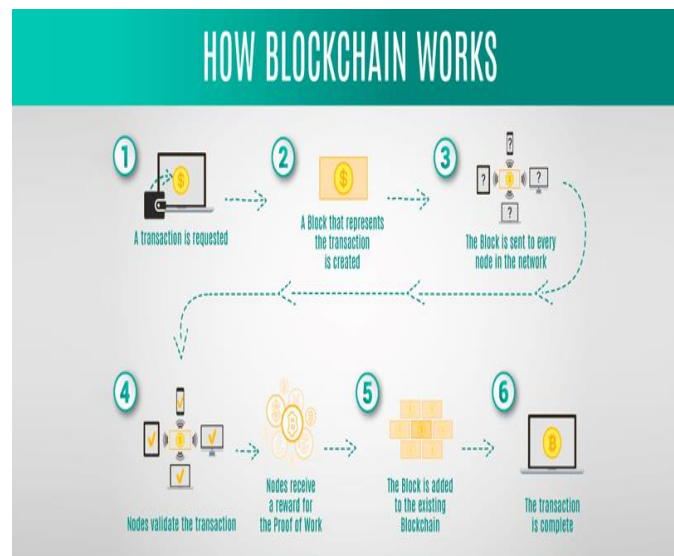 HOW BLOCKCHAIN WORKS
1
$
A transaction is requested
2
$
A Block that represents
the transaction
is created
3
?
? $ ?
?
The Block is sent to every
node in the network
4
$
Nodes validate the transaction
Nodes receive
a reward for
the Proof of Work
5
The Block is added
to the existing
Blockchain
6
The transaction
is complete